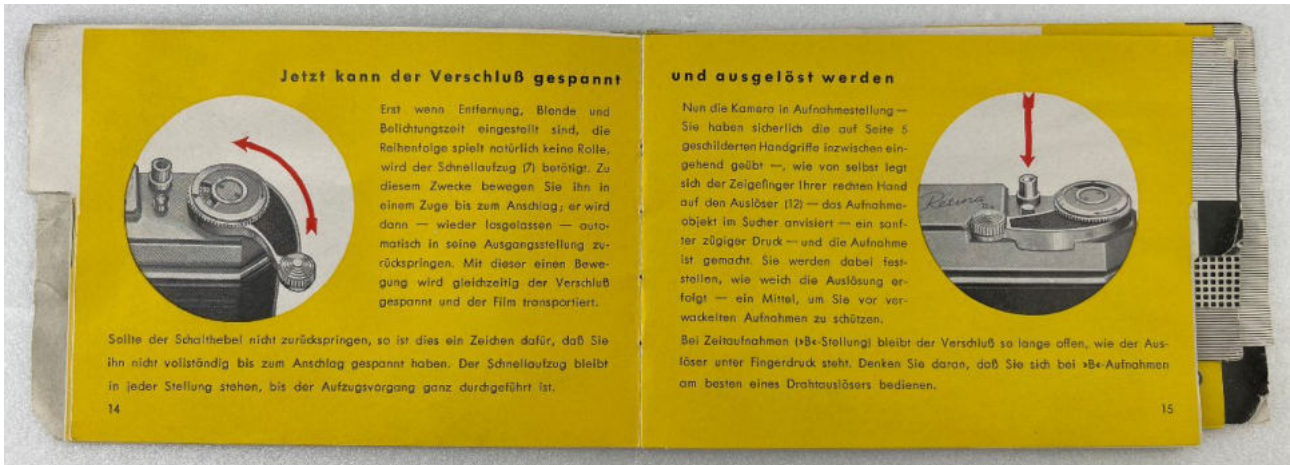 Jetzt kann der Verschluß gespannt
Erst wenn Entfernung, Blende und
Belichtungszeit eingestellt sind, die
Reihenfolge spielt natürlich keine Rolle,
wird der Schnellaufzug (7) betätigt. Zu
diesem Zwecke bewegen Sie ihn in
einem Zuge bis zum Anschlag; er wird
dann — wieder losgelassen — auto-
matisch in seine Ausgangsstellung zu-
rückspringen. Mit dieser einen Bewe-
gung wird gleichzeitig der Verschluß
gespannt und der Film transportiert.
Sollte der Schalthebel nicht zurückspringen, so ist dies ein Zeichen dafür, daß Sie
ihn nicht vollständig bis zum Anschlag gespannt haben. Der Schnellaufzug bleibt
in jeder Stellung stehen, bis der Aufzugsvorgang ganz durchgeführt ist.
14
und ausgelöst werden
Nun die Kamera in Aufnahmestellung —
Sie haben sicherlich die auf Seite 5
geschilderten Handgriffe inzwischen ein-
gehend geübt —, wie von selbst legt
sich der Zeigefinger Ihrer rechten Hand
auf den Auslöser (12) — das Aufnahme-
objekt im Sucher anvisiert — ein sanf-
ter zügiger Druck — und die Aufnahme
ist gemacht. Sie werden dabei fest-
stellen, wie weich die Auslösung er-
folgt — ein Mittel, um Sie vor ver-
wackelten Aufnahmen zu schützen.
Retina
Bei Zeitaufnahmen (»B«-Stellung) bleibt der Verschluß so lange offen, wie der Aus-
löser unter Fingerdruck steht. Denken Sie daran, daß Sie sich bei »B«-Aufnahmen
am besten eines Drahtauslösers bedienen.
15